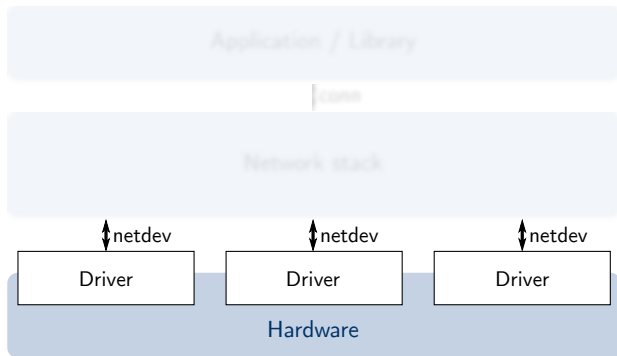 Application / Library
conn
Network stack
netdev netdev netdev
Driver Driver Driver
Hardware